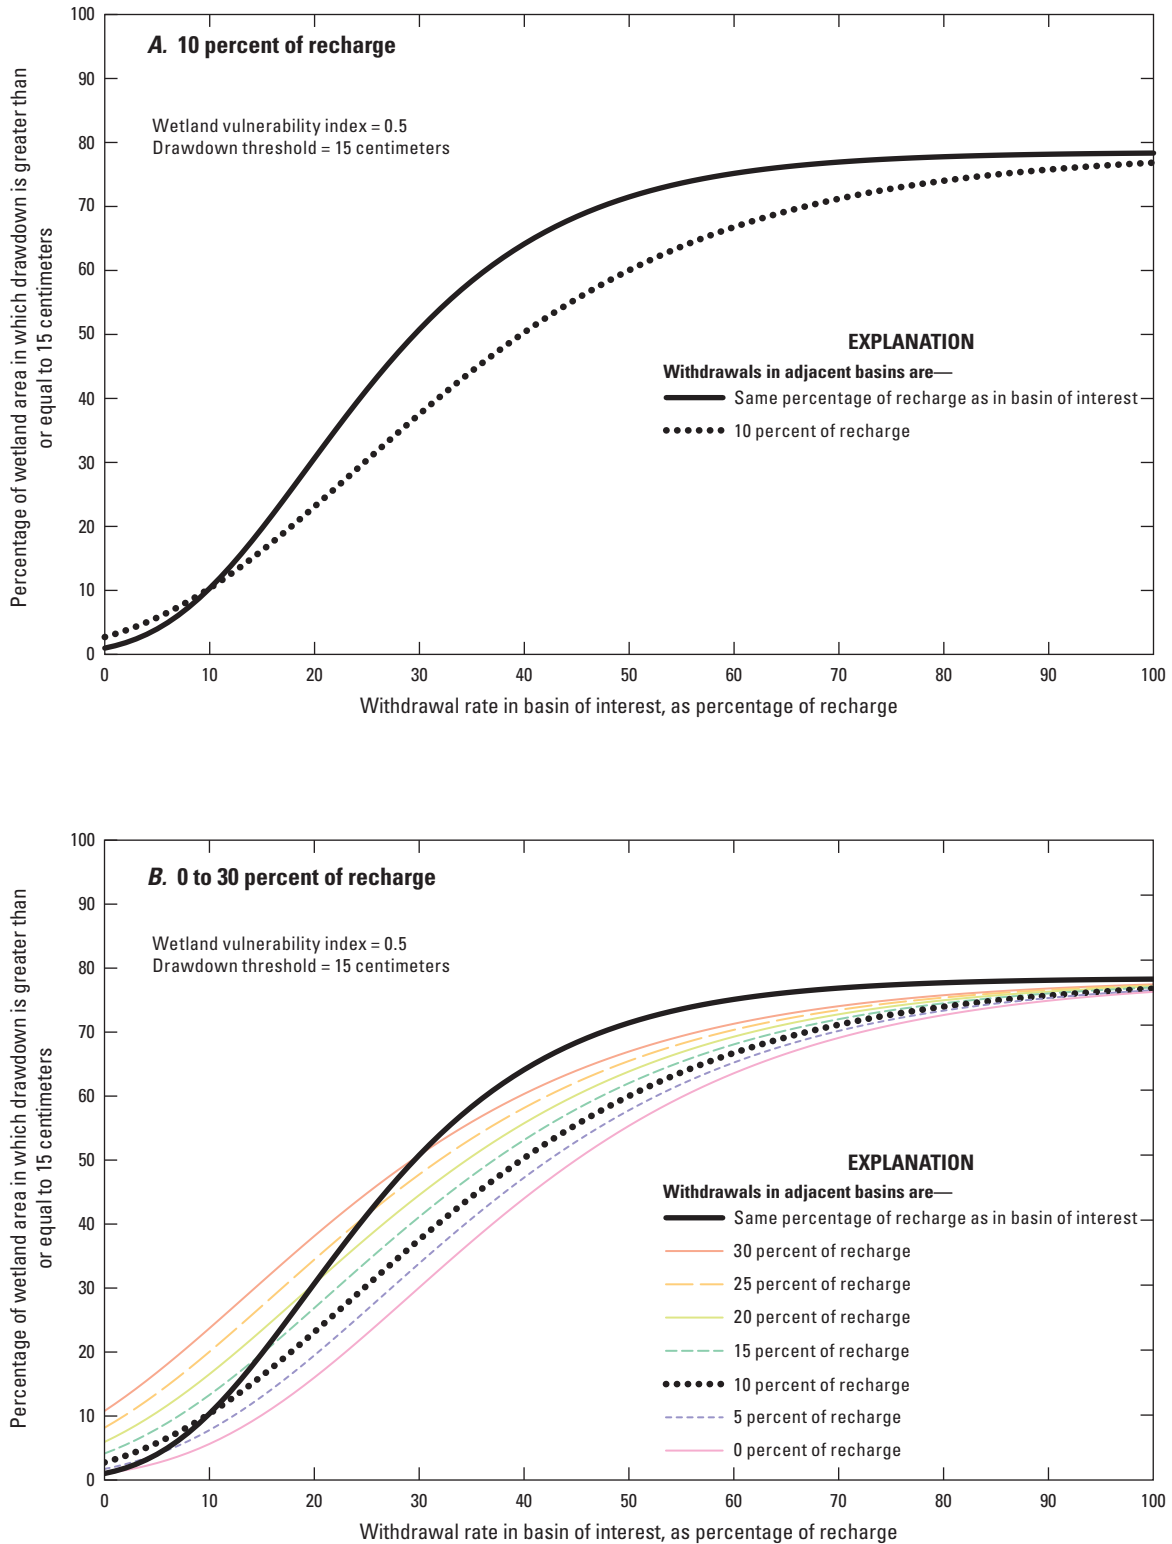 A. 10 percent of recharge
Wetland vulnerability index = 0.5
Drawdown threshold = 15 centimeters
Percentage of wetland area in which drawdown is greater than
or equal to 15 centimeters
100
90
80
70
60
50
40
30
20
10
0
EXPLANATION
Withdrawals in adjacent basins are—
Same percentage of recharge as in basin of interest
10 percent of recharge
0 10 20 30 40 50 60 70 80 90 100
Withdrawal rate in basin of interest, as percentage of recharge
B. 0 to 30 percent of recharge
Wetland vulnerability index = 0.5
Drawdown threshold = 15 centimeters
Percentage of wetland area in which drawdown is greater than
or equal to 15 centimeters
100
90
80
70
60
50
40
30
20
10
0
EXPLANATION
Withdrawals in adjacent basins are—
Same percentage of recharge as in basin of interest
30 percent of recharge
25 percent of recharge
20 percent of recharge
15 percent of recharge
10 percent of recharge
5 percent of recharge
0 percent of recharge
0 10 20 30 40 50 60 70 80 90 100
Withdrawal rate in basin of interest, as percentage of recharge